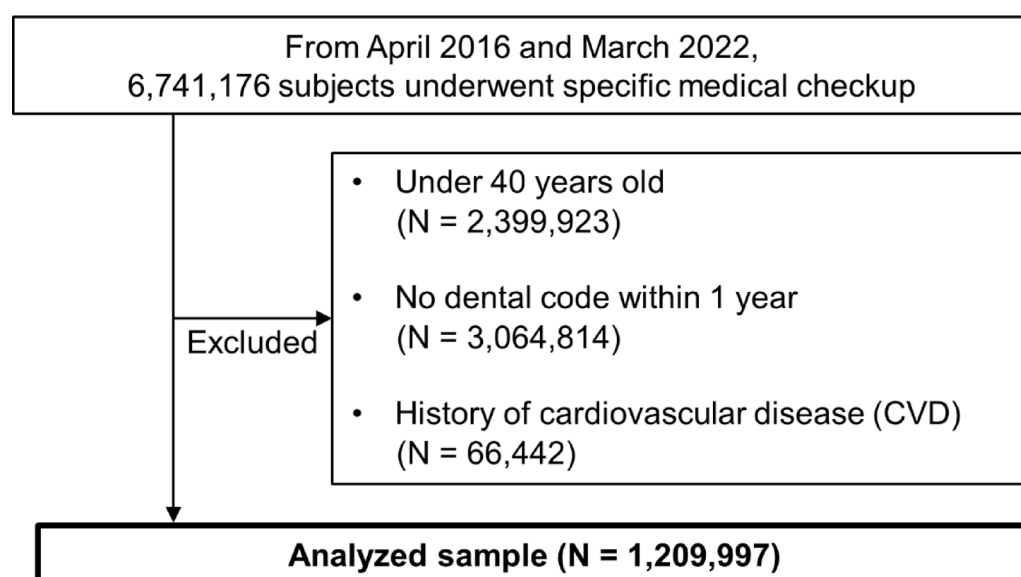 From April 2016 and March 2022,
6,741,176 subjects underwent specific medical checkup
• Under 40 years old
(N = 2,399,923)
• No dental code within 1 year
(N = 3,064,814)
Excluded
• History of cardiovascular disease (CVD)
(N = 66,442)
Analyzed sample (N = 1,209,997)